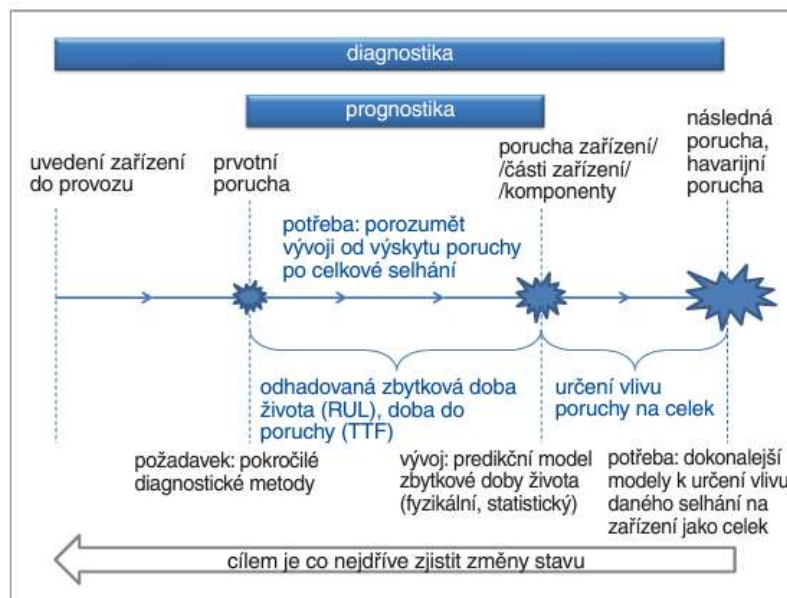 diagnostika
prognostika
uvedení zařízení
do provozu
prvotní
porucha
porucha zařízení/
/části zařízení/
/komponenty
následná
porucha,
havarijní
porucha
potřeba: porozumět
vývoji od výskytu poruchy
po celkové selhání
odhadovaná zbytková doba
života (RUL), doba do
poruchy (TTF)
určení vlivu
poruchy na celek
požadavek: pokročilé
diagnostické metody
vývoj: predikční model
zbytkové doby života
(fyzikální, statistický)
potřeba: dokonalejší
modely k určení vlivu
daného selhání na
zařízení jako celek
cílem je co nejdříve zjistit změny stavu